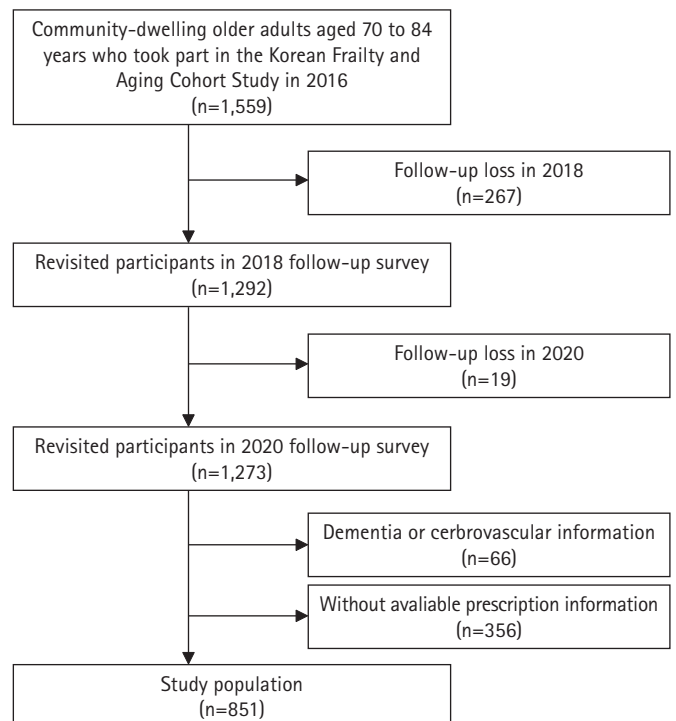 Community-dwelling older adults aged 70 to 84
years who took part in the Korean Frailty and
Aging Cohort Study in 2016
(n=1,559)
Follow-up loss in 2018
(n=267)
Revisited participants in 2018 follow-up survey
(n=1,292)
Follow-up loss in 2020
(n=19)
Revisited participants in 2020 follow-up survey
(n=1,273)
Dementia or cerbrovascular information
(n=66)
Without avaliable prescription information
(n=356)
Study population
(n=851)